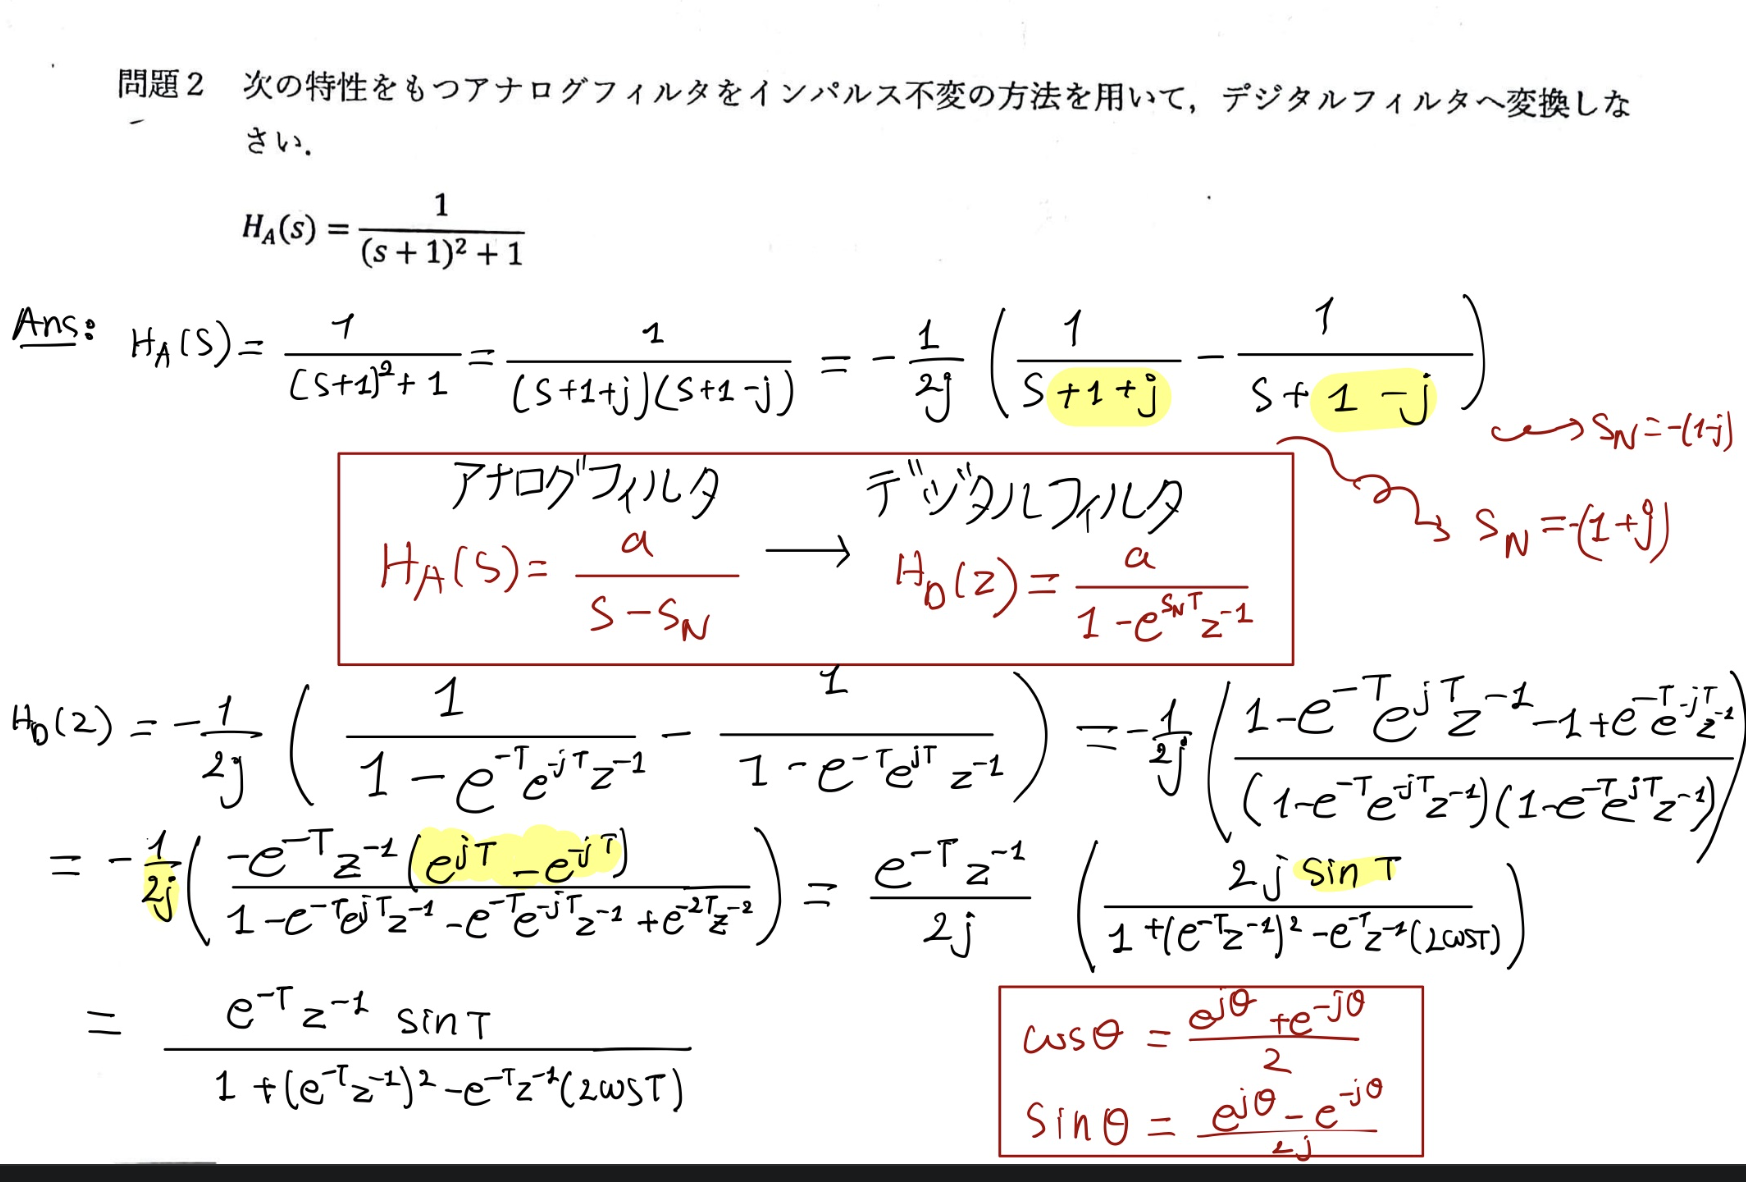 問題2 次の特性をもつアナログフィルタをインパルス不変の方法を用いて，デジタルフィルタへ変換しな
さい．
H_A(s) = 1/((s + 1)² + 1)
Ans: H_A(S) = 1/((S+1)²+1) = 1/((S+1+j)(S+1-j)) = -1/2j (1/(S+1+j) - 1/(S+1-j))
→ S_N = -(1-j)
→ S_N = -(1+j)
アナログフィルタ → デジタルフィルタ
H_A(S) = a/(S-S_N) H_D(z) = a/(1-e^{S_N T} z^{-1})
H_D(z) = -1/2j (1/(1-e^{-T}e^{-jT}z^{-1}) - 1/(1-e^{-T}e^{jT}z^{-1})) = -1/2j ((1-e^{-T}e^{jT}z^{-1}-1+e^{-T}e^{-jT}z^{-1})/((1-e^{-T}e^{-jT}z^{-1})(1-e^{-T}e^{jT}z^{-1})))
= -1/2j (-e^{-T}z^{-1}(e^{jT}-e^{-jT})/(1-e^{-T}e^{jT}z^{-1}-e^{-T}e^{-jT}z^{-1}+e^{-2T}z^{-2})) = e^{-T}z^{-1}/2j (2j sin T/(1+(e^{-T}z^{-1})²-e^{-T}z^{-1}(2cosT)))
= e^{-T}z^{-1} sin T/(1+(e^{-T}z^{-1})²-e^{-T}z^{-1}(2cosT))
cosθ = (e^{jθ}+e^{-jθ})/2
sinθ = (e^{jθ}-e^{-jθ})/2j